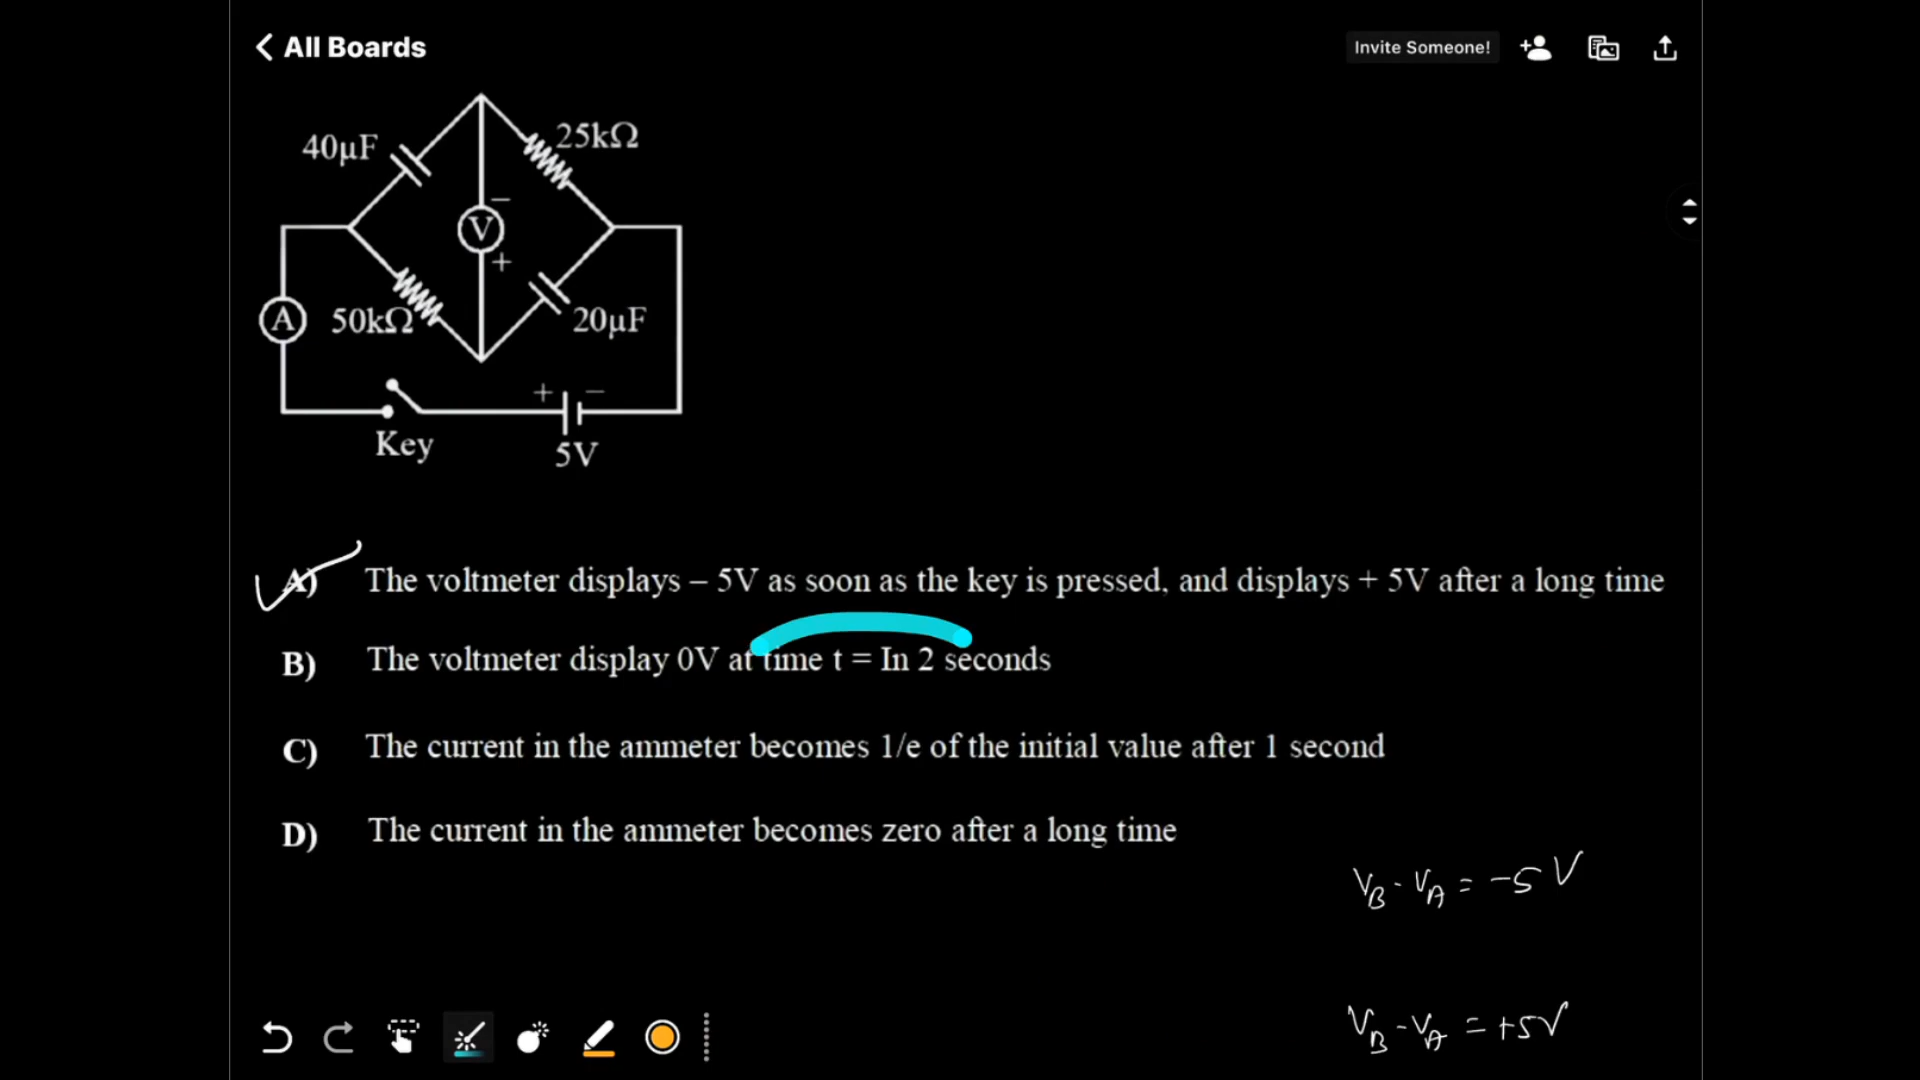 All Boards
Invite Someone!
40µF
25kΩ
−
V
+
A
50kΩ
20µF
+ −
Key
5V
A) The voltmeter displays – 5V as soon as the key is pressed, and displays + 5V after a long time
B) The voltmeter display 0V at time t = In 2 seconds
C) The current in the ammeter becomes 1/e of the initial value after 1 second
D) The current in the ammeter becomes zero after a long time
V_B - V_A = -5 V
V_B - V_A = +5V